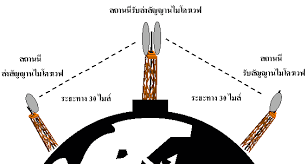 สถานีรับส่งสัญญาณไมโครเวฟ
สถานนี
ส่งสัญญานไมโครเวฟ
สถานนี
รับสัญญานไมโครเวฟ
ระยะทาง 30 ไมล์
ระยะทาง 30 ไมล์